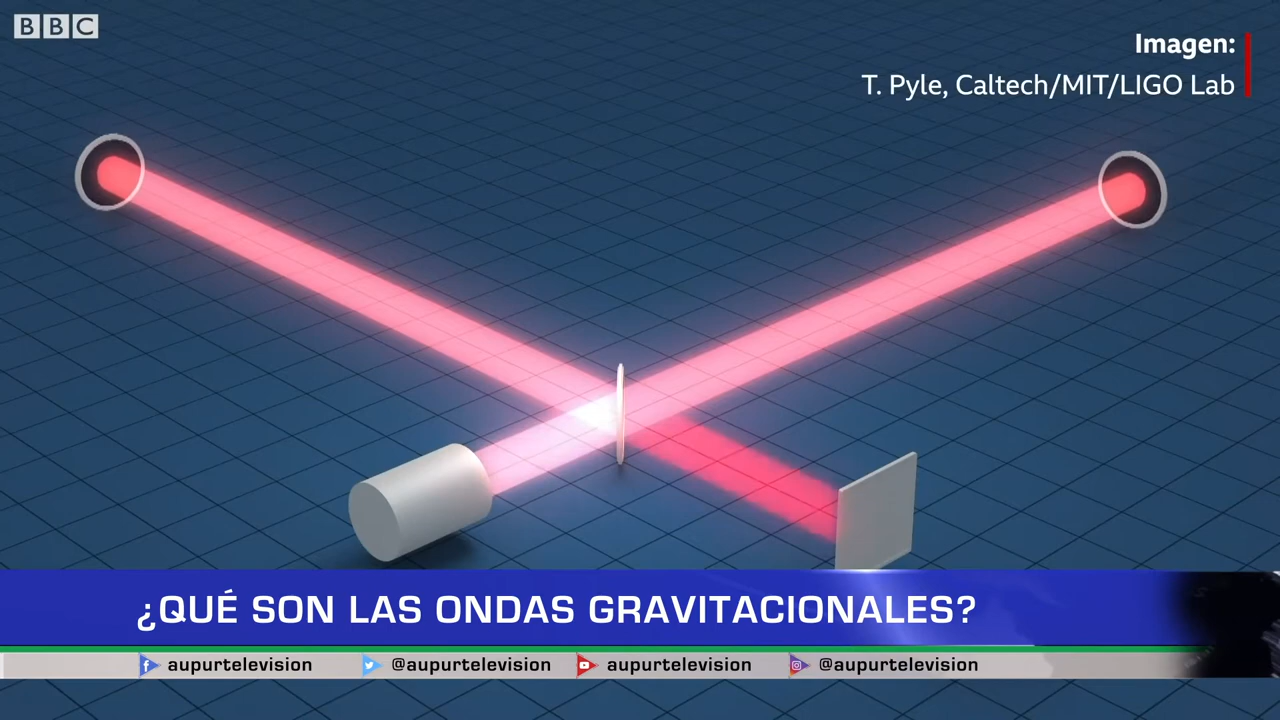 BBC
Imagen:
T. Pyle, Caltech/MIT/LIGO Lab
¿QUÉ SON LAS ONDAS GRAVITACIONALES?
aupurtelevision @aupurtelevision aupurtelevision @aupurtelevision